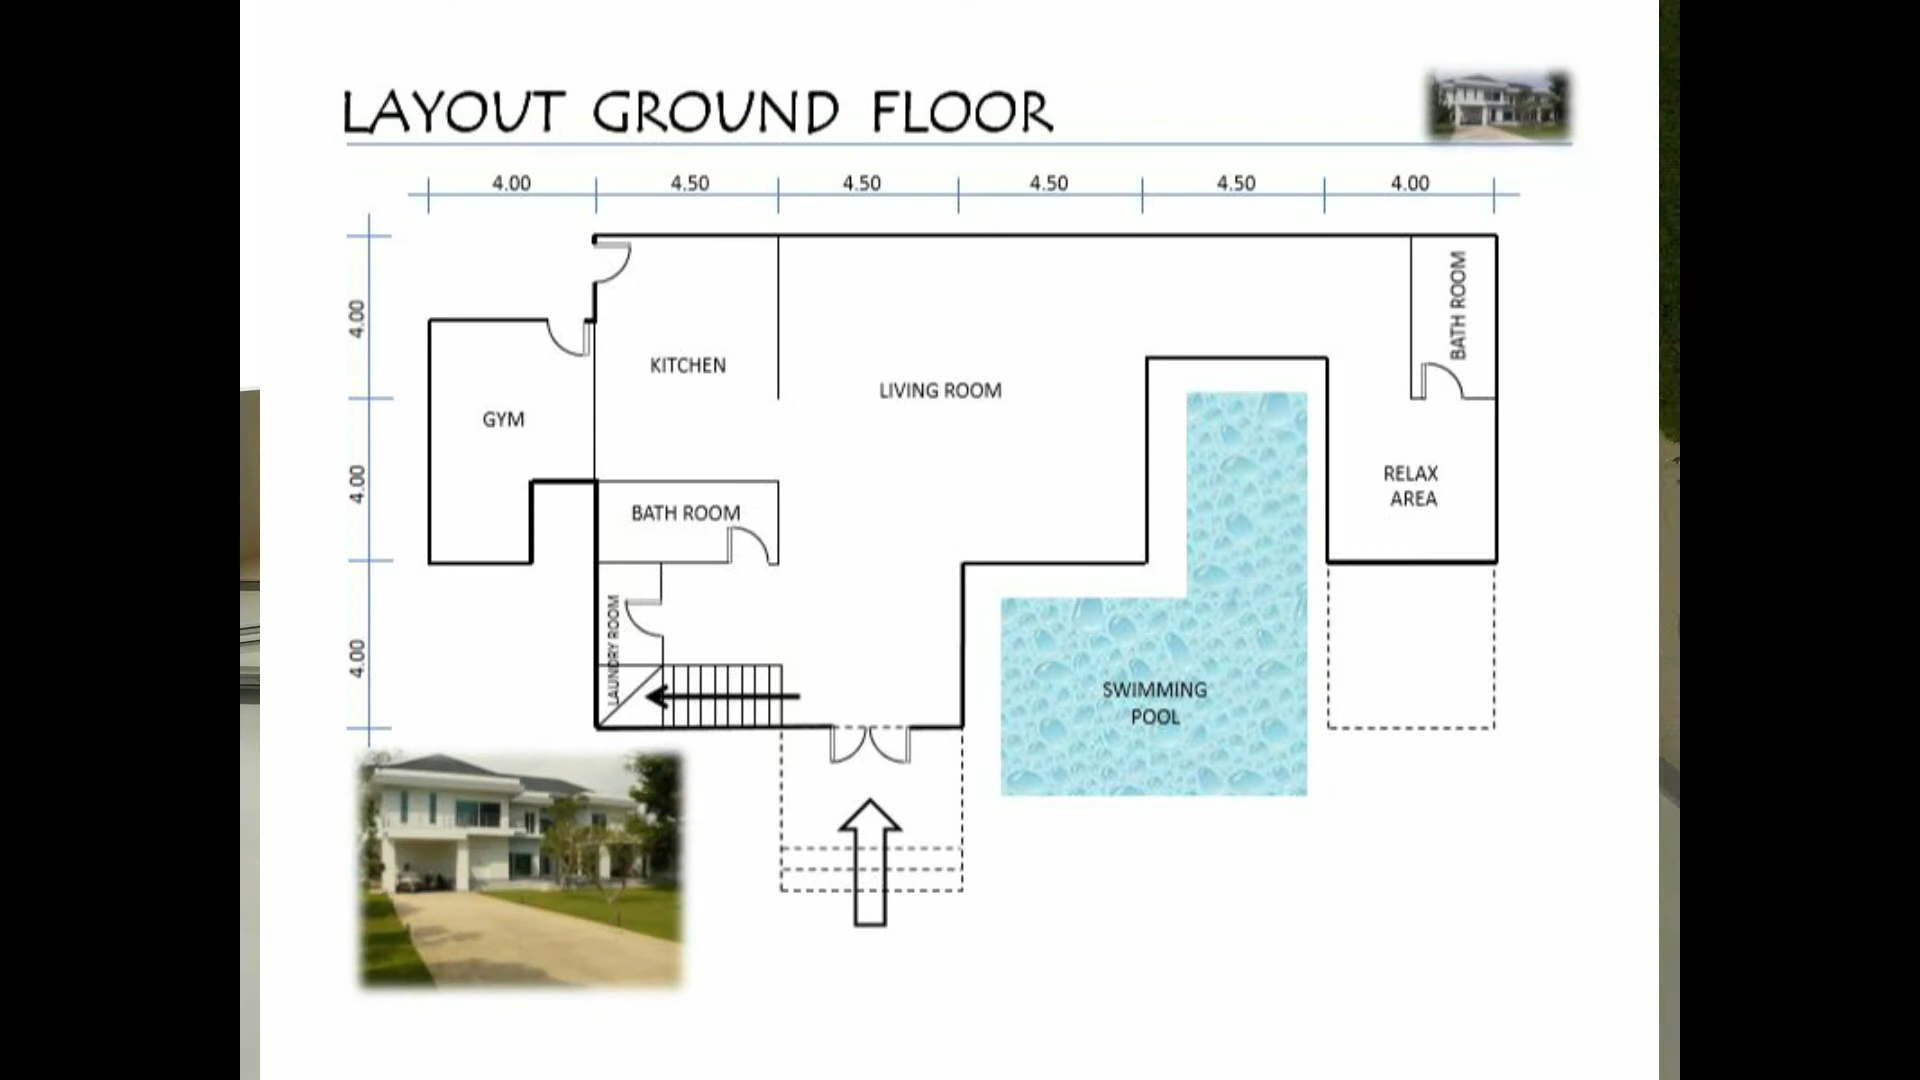 LAYOUT GROUND FLOOR
4.00 4.50 4.50 4.50 4.50 4.00
4.00
4.00
4.00
BATH ROOM
KITCHEN
LIVING ROOM
GYM
RELAX
AREA
BATH ROOM
LAUNDRY ROOM
SWIMMING
POOL